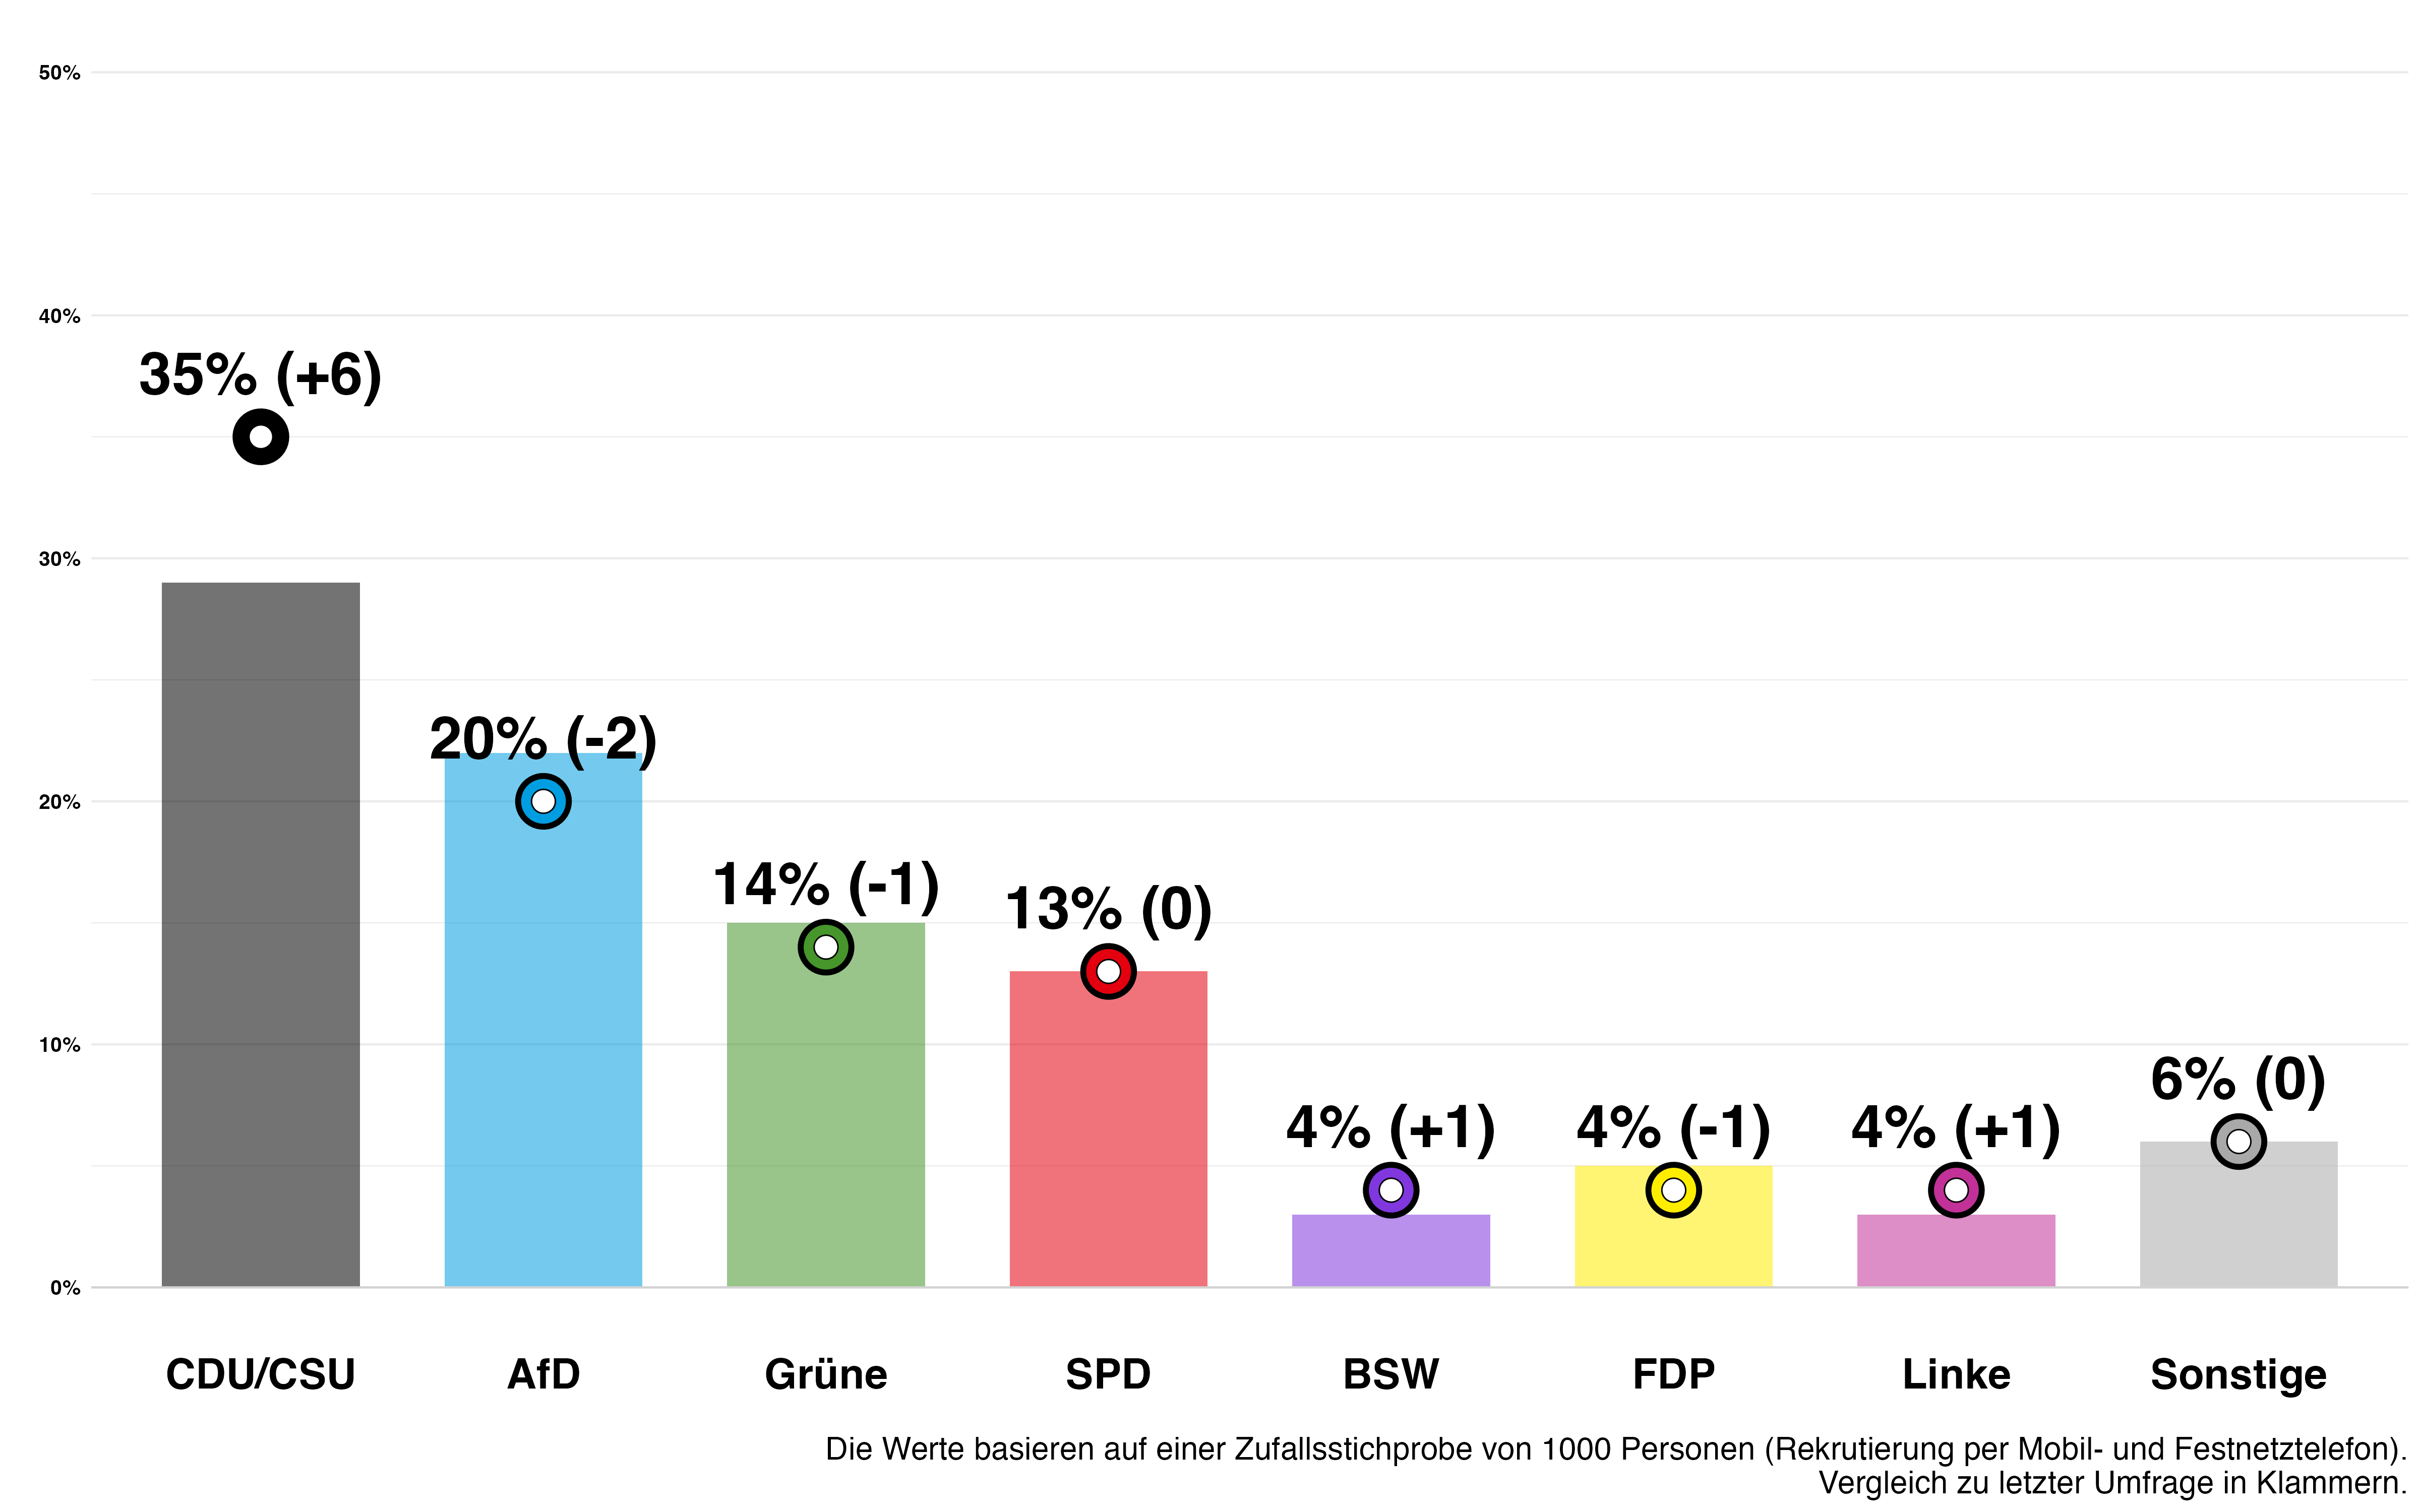 50%
40%
35% (+6)
30%
20% (-2)
20%
14% (-1)
13% (0)
10%
6% (0)
4% (+1)
4% (-1)
4% (+1)
0%
CDU/CSU
AfD
Grüne
SPD
BSW
FDP
Linke
Sonstige
Die Werte basieren auf einer Zufallsstichprobe von 1000 Personen (Rekrutierung per Mobil- und Festnetztelefon).
Vergleich zu letzter Umfrage in Klammern.